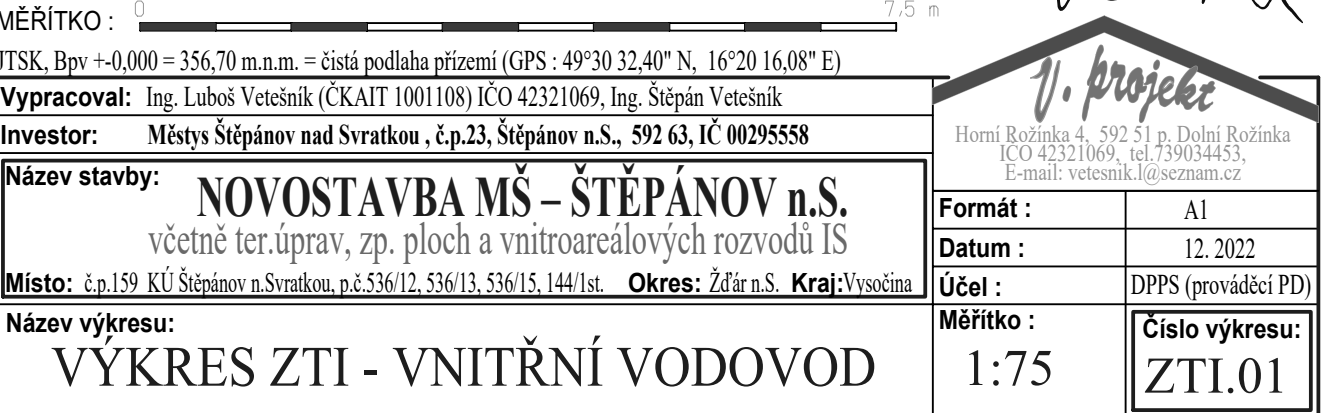 MĚŘÍTKO : 0 7,5 m
JTSK, Bpv +-0,000 = 356,70 m.n.m. = čistá podlaha přízemí (GPS : 49°30 32,40" N, 16°20 16,08" E)
Vypracoval: Ing. Luboš Vetešník (ČKAIT 1001108) IČO 42321069, Ing. Štěpán Vetešník
Investor: Městys Štěpánov nad Svratkou , č.p.23, Štěpánov n.S., 592 63, IČ 00295558
v. projekt
Horní Rožínka 4, 592 51 p. Dolní Rožínka
IČO 42321069, tel.739034453,
E-mail: vetesnik.l@seznam.cz
Název stavby:
NOVOSTAVBA MŠ – ŠTĚPÁNOV n.S.
včetně ter.úprav, zp. ploch a vnitroareálových rozvodů IS
Místo: č.p.159 KÚ Štěpánov n.Svratkou, p.č.536/12, 536/13, 536/15, 144/1st. Okres: Žďár n.S. Kraj:Vysočina
Formát : A1
Datum : 12. 2022
Účel : DPPS (prováděcí PD)
Název výkresu:
VÝKRES ZTI - VNITŘNÍ VODOVOD
Měřítko :
1:75
Číslo výkresu:
ZTI.01